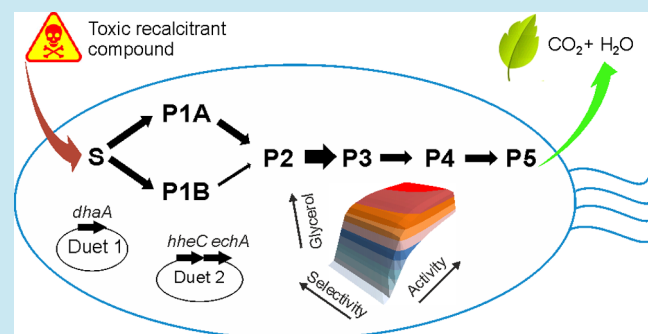 Toxic recalcitrant
compound
CO₂+ H₂O
P1A
S
P2
P3
P4
P5
P1B
dhaA
Duet 1
hheC echA
Duet 2
Glycerol
Selectivity
Activity